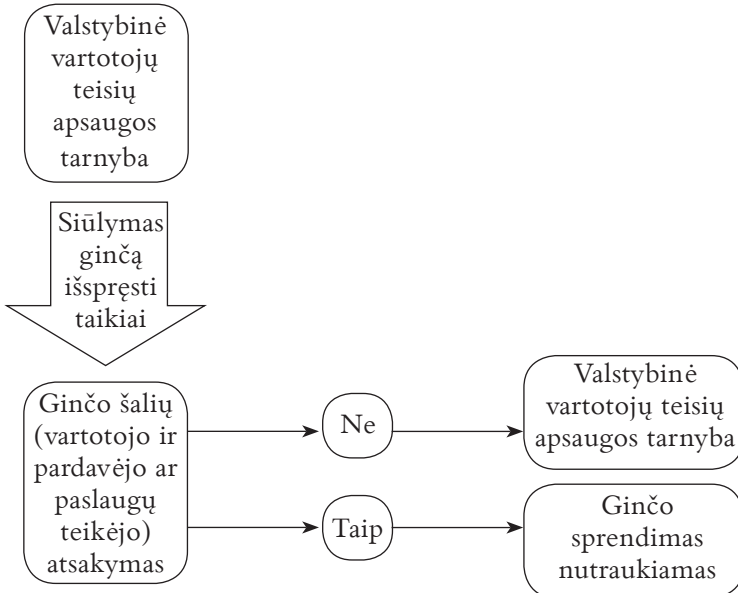 Valstybinė
vartotojų
teisių
apsaugos
tarnyba
Siūlymas
ginčą
išspręsti
taikiai
Ginčo šalių
(vartotojo ir
pardavėjo ar
paslaugų
teikėjo)
atsakymas
Ne
Valstybinė
vartotojų teisių
apsaugos tarnyba
Taip
Ginčo
sprendimas
nutraukiamas